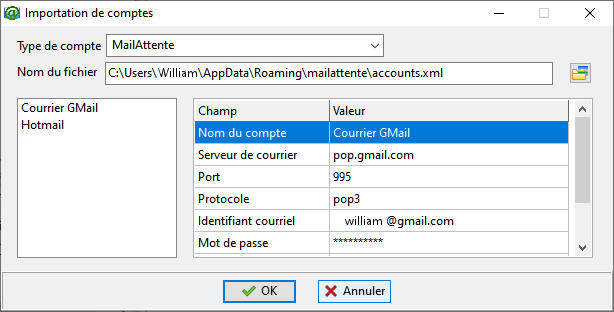 Importation de comptes
Type de compte MailAttente
Nom du fichier C:\Users\William\AppData\Roaming\mailattente\accounts.xml
Courrier GMail
Hotmail
Champ Valeur
Nom du compte Courrier GMail
Serveur de courrier pop.gmail.com
Port 995
Protocole pop3
Identifiant courriel william @gmail.com
Mot de passe **********
OK Annuler